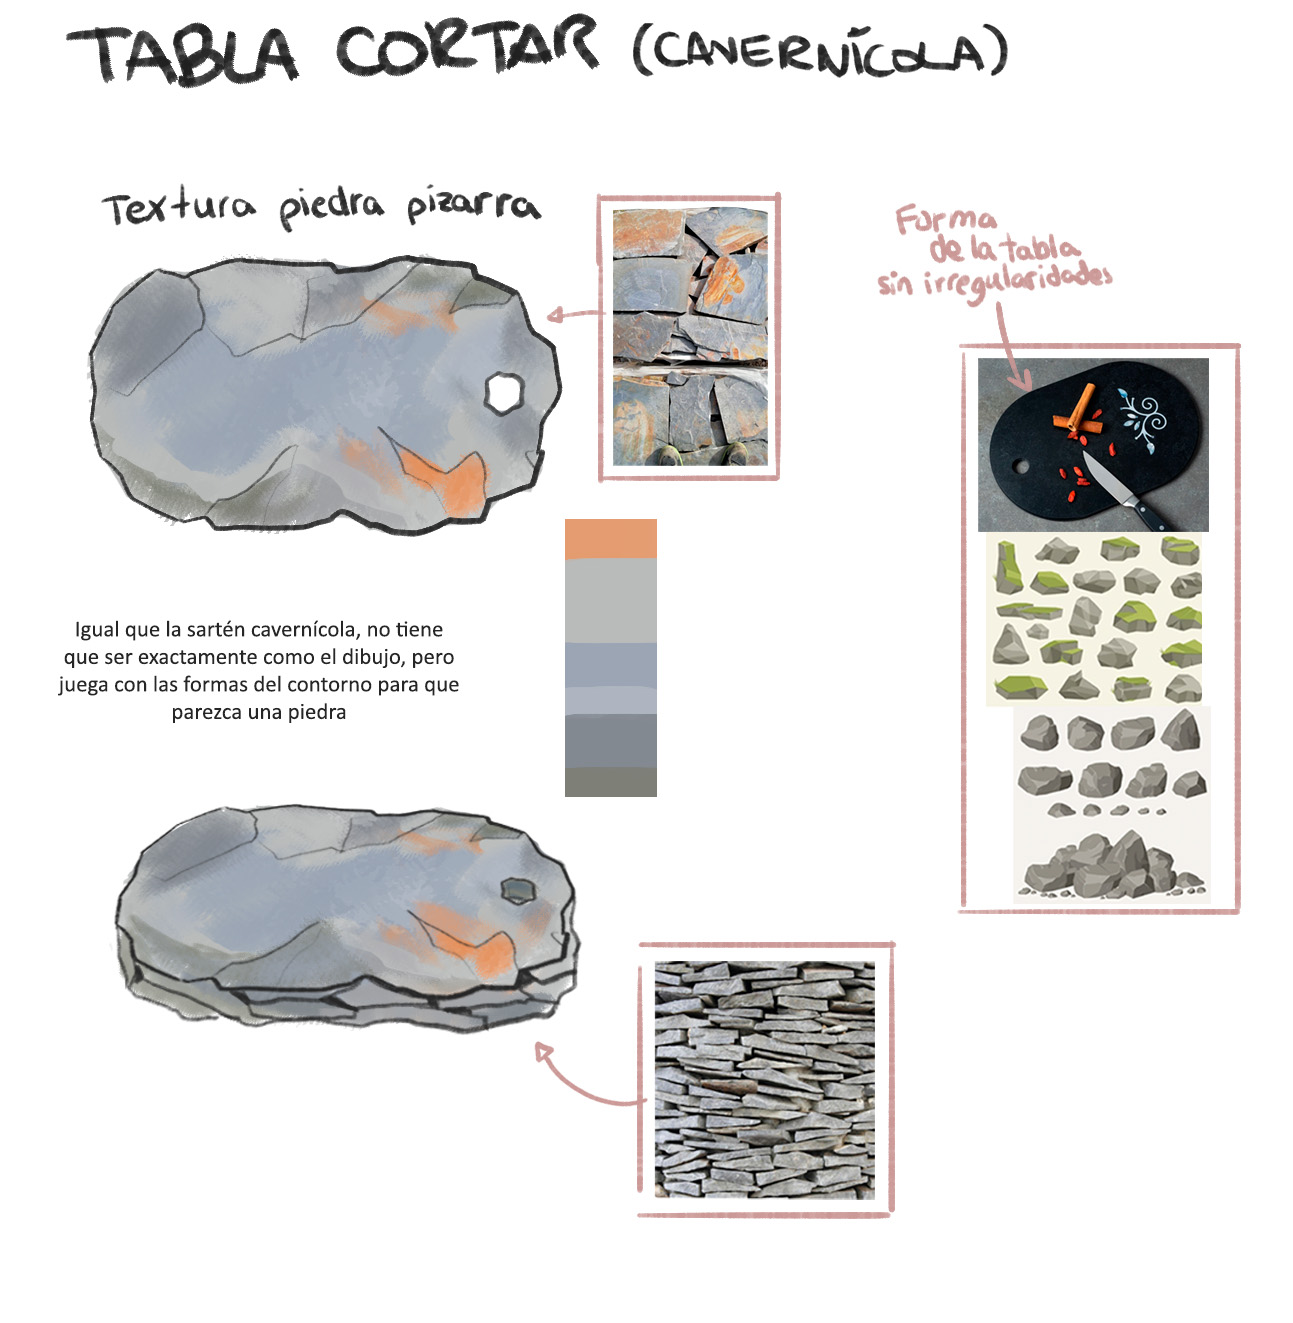 TABLA CORTAR (CAVERNÍCOLA)
Textura piedra pizarra
Forma
de la tabla
sin irregularidades
Igual que la sartén cavernícola, no tiene
que ser exactamente como el dibujo, pero
juega con las formas del contorno para que
parezca una piedra